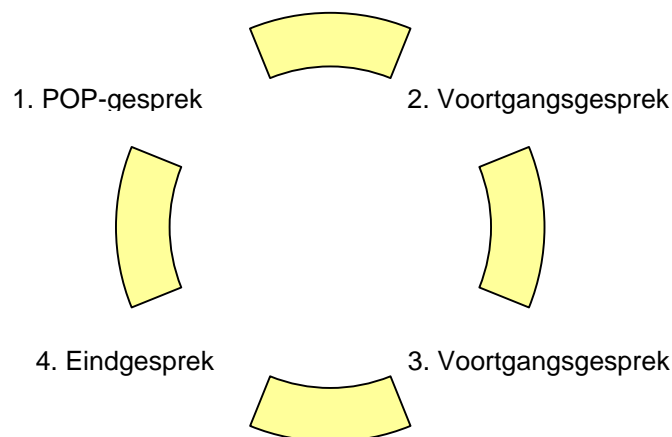 1. POP-gesprek
2. Voortgangsgesprek
4. Eindgesprek
3. Voortgangsgesprek